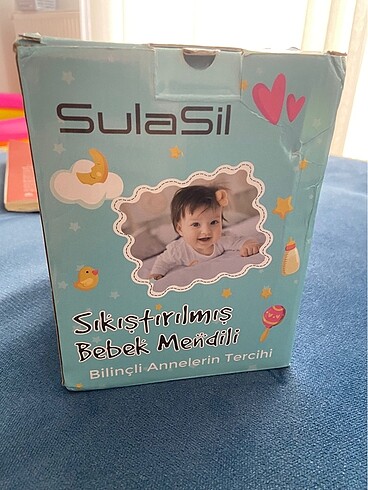 SulaSil
Sıkıştırılmış
Bebek Mendili
Bilinçli Annelerin Tercihi